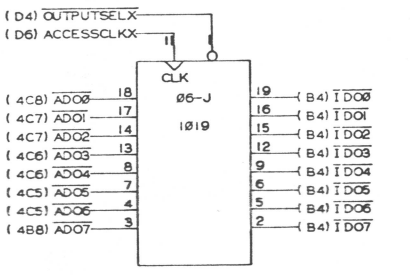 (D4) OUTPUTSELX
(D6) ACCESSCLKX
11 1
CLK
(4C8) ADO0 18 06-J 19 (B4) IDO0
(4C7) ADO1 17 16 (B4) IDO1
1019
(4C7) ADO2 14 15 (B4) IDO2
(4C6) ADO3 13 12 (B4) IDO3
(4C6) ADO4 8 9 (B4) IDO4
(4C5) ADO5 7 6 (B4) IDO5
(4C5) ADO6 4 5 (B4) IDO6
(4B8) ADO7 3 2 (B4) IDO7